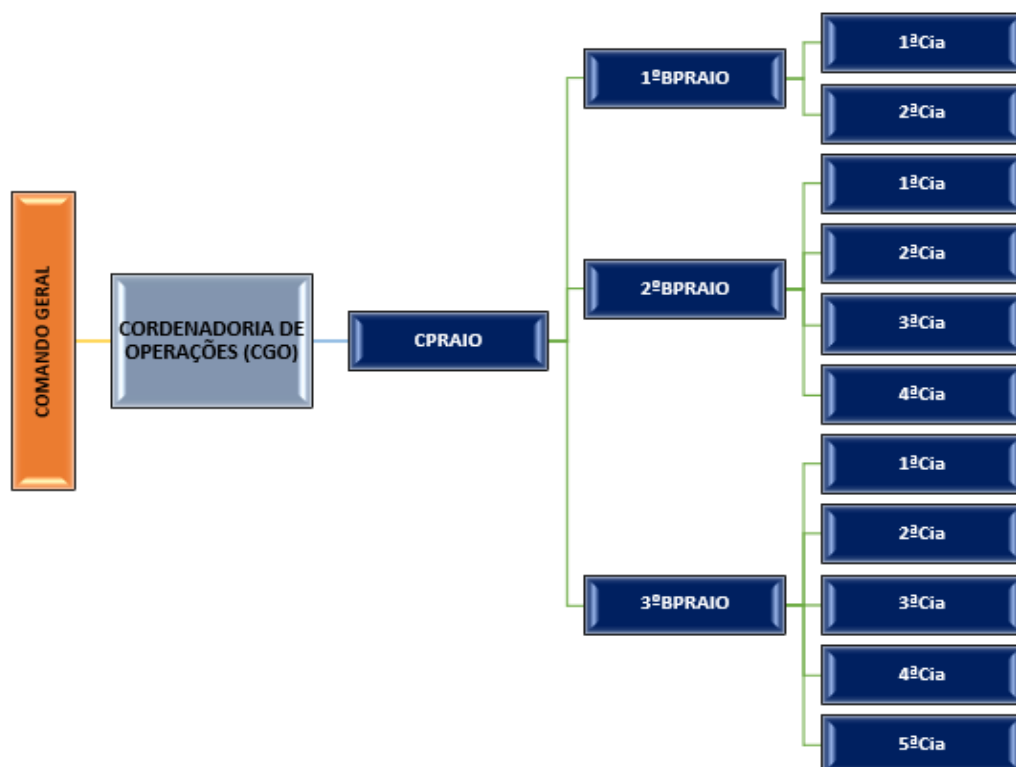 COMANDO GERAL
CORDENADORIA DE
OPERAÇÕES (CGO)
CPRAIO
1ºBPRAIO
1ªCia
2ªCia
2ºBPRAIO
1ªCia
2ªCia
3ªCia
4ªCia
3ºBPRAIO
1ªCia
2ªCia
3ªCia
4ªCia
5ªCia